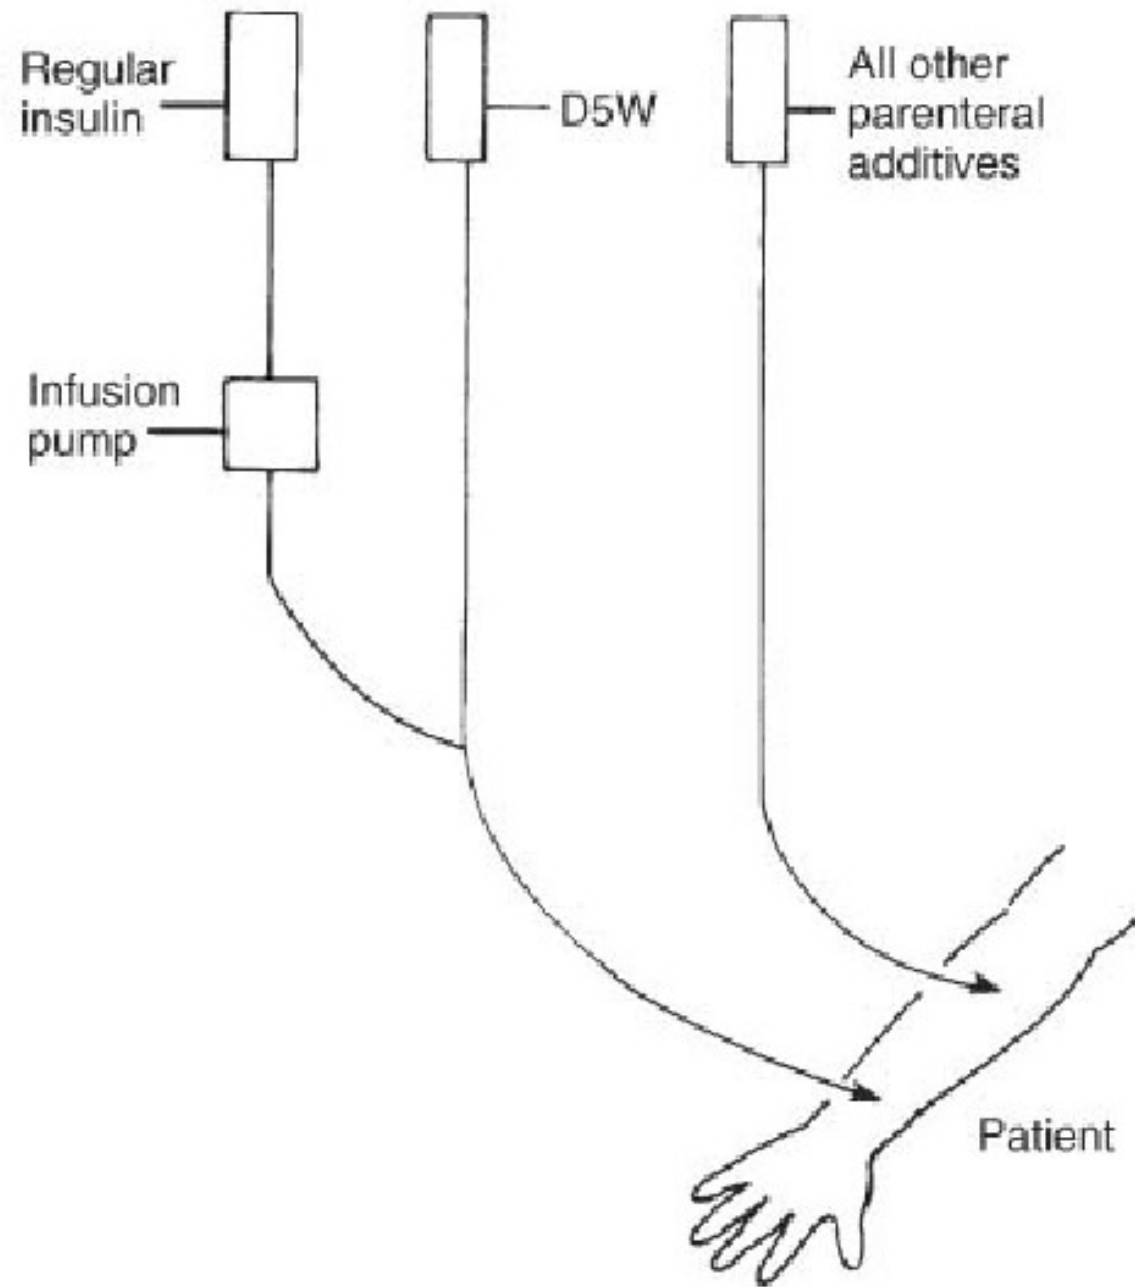 Regular
insulin
D5W
All other
parenteral
additives
Infusion
pump
Patient